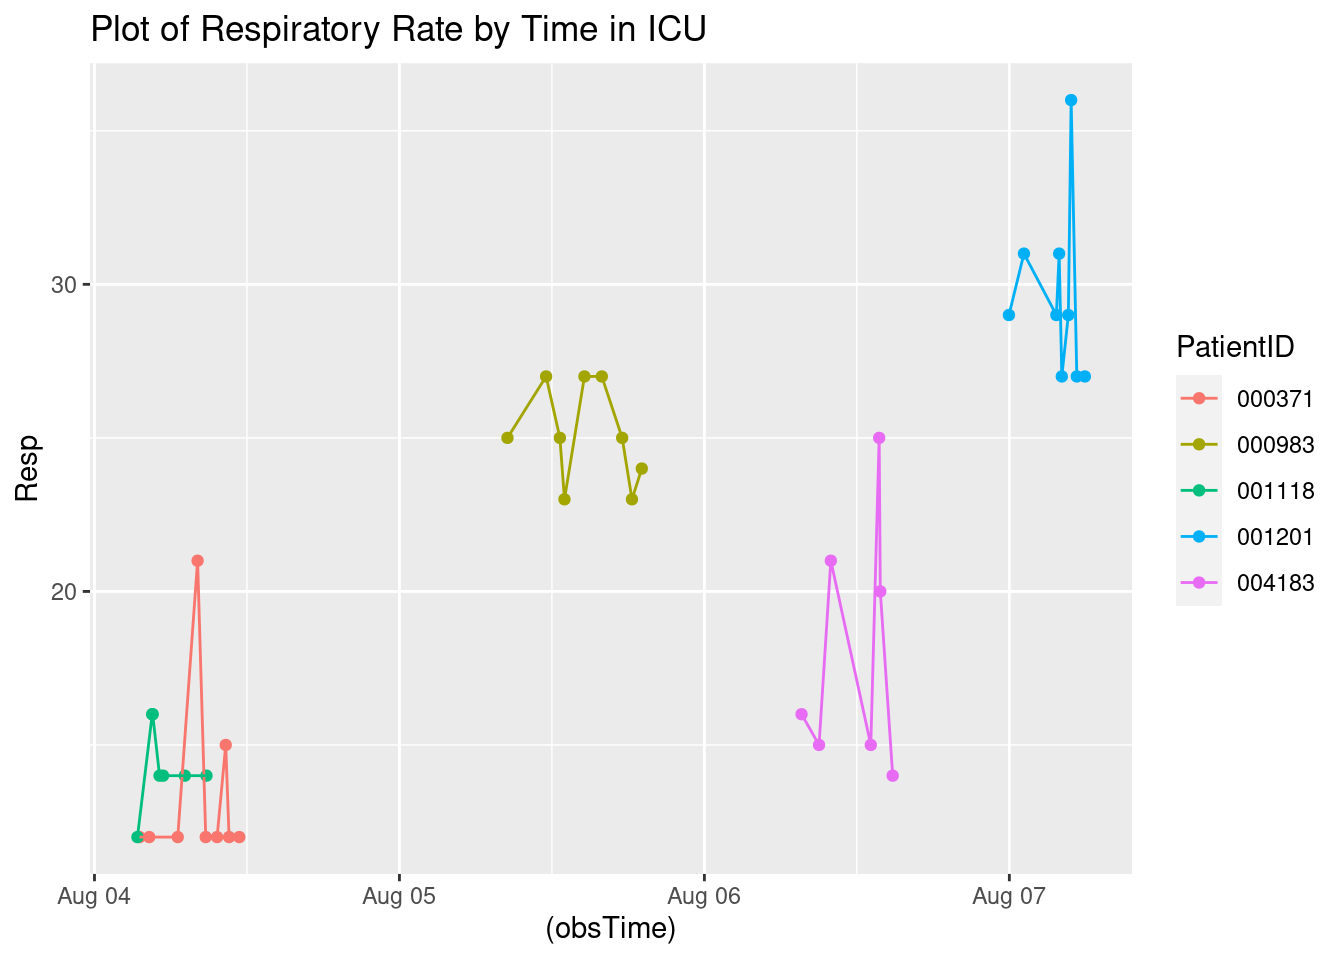 Plot of Respiratory Rate by Time in ICU
Resp
30
20
Aug 04
Aug 05
Aug 06
Aug 07
(obsTime)
PatientID
000371
000983
001118
001201
004183